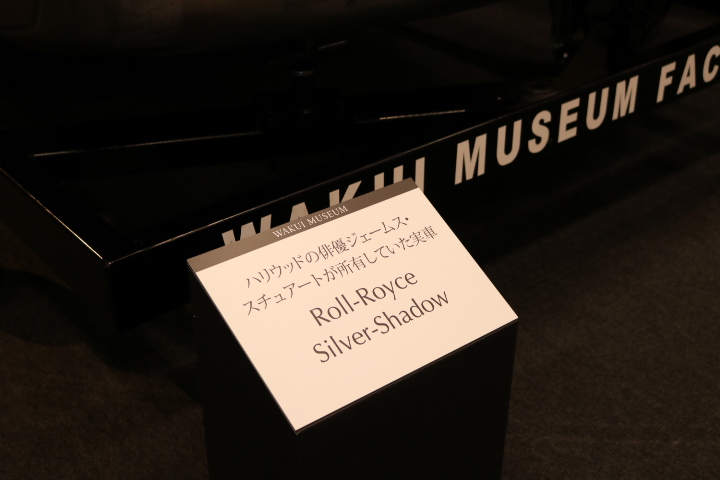 WAKUI MUSEUM FAC
WAKUI MUSEUM
ハリウッドの俳優ジェームス・
スチュアートが所有していた実車
Roll-Royce
Silver-Shadow